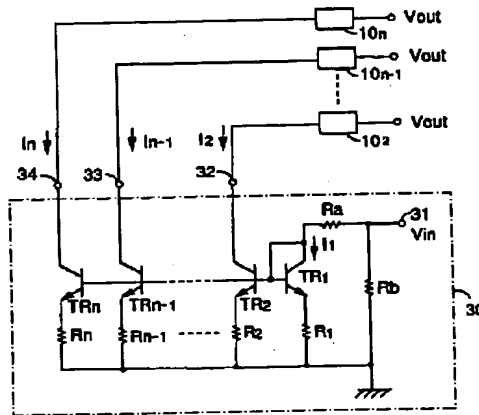 10n Vout
10n-1 Vout
10₂ Vout
In In-1 I₂
34 33 32 31
Ra Vin
I₁
TRn TRn-1 TR₂ TR₁ Rb
30
Rn Rn-1 R₂ R₁